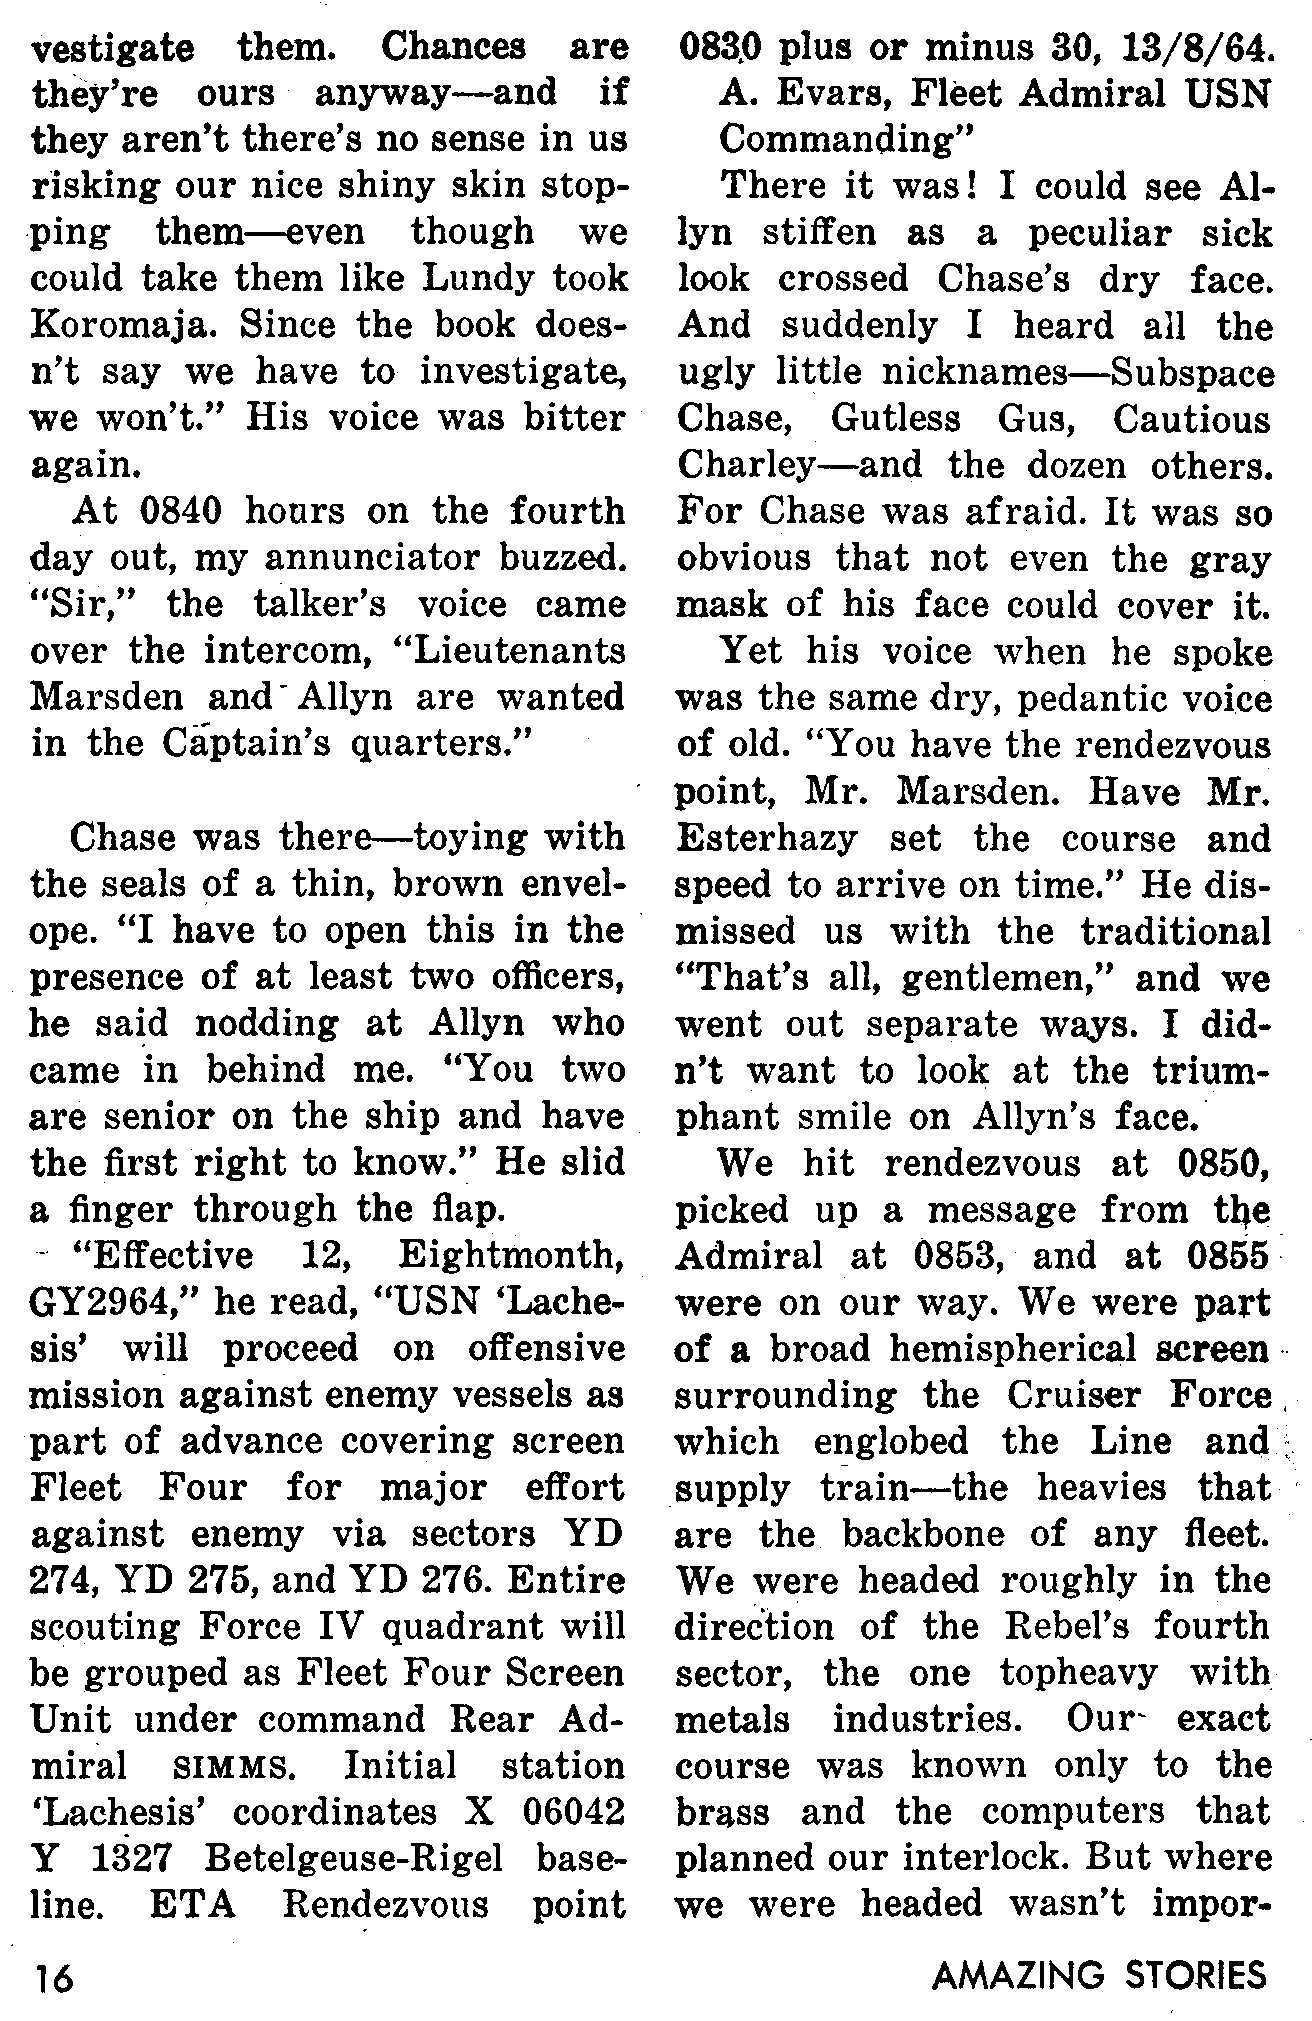 vestigate them. Chances are
they're ours anyway—and if
they aren't there's no sense in us
risking our nice shiny skin stop-
ping them—even though we
could take them like Lundy took
Koromaja. Since the book does-
n't say we have to investigate,
we won't." His voice was bitter
again.
At 0840 hours on the fourth
day out, my annunciator buzzed.
"Sir," the talker's voice came
over the intercom, "Lieutenants
Marsden and Allyn are wanted
in the Captain's quarters."
Chase was there—toying with
the seals of a thin, brown envel-
ope. "I have to open this in the
presence of at least two officers,
he said nodding at Allyn who
came in behind me. "You two
are senior on the ship and have
the first right to know." He slid
a finger through the flap.
"Effective 12, Eightmonth,
GY2964," he read, "USN 'Lache-
sis' will proceed on offensive
mission against enemy vessels as
part of advance covering screen
Fleet Four for major effort
against enemy via sectors YD
274, YD 275, and YD 276. Entire
scouting Force IV quadrant will
be grouped as Fleet Four Screen
Unit under command Rear Ad-
miral SIMMS. Initial station
'Lachesis' coordinates X 06042
Y 1327 Betelgeuse-Rigel base-
line. ETA Rendezvous point
0830 plus or minus 30, 13/8/64.
A. Evars, Fleet Admiral USN
Commanding"
There it was! I could see Al-
lyn stiffen as a peculiar sick
look crossed Chase's dry face.
And suddenly I heard all the
ugly little nicknames—Subspace
Chase, Gutless Gus, Cautious
Charley—and the dozen others.
For Chase was afraid. It was so
obvious that not even the gray
mask of his face could cover it.
Yet his voice when he spoke
was the same dry, pedantic voice
of old. "You have the rendezvous
point, Mr. Marsden. Have Mr.
Esterhazy set the course and
speed to arrive on time." He dis-
missed us with the traditional
"That's all, gentlemen," and we
went out separate ways. I did-
n't want to look at the trium-
phant smile on Allyn's face.
We hit rendezvous at 0850,
picked up a message from the
Admiral at 0853, and at 0855
were on our way. We were part
of a broad hemispherical screen
surrounding the Cruiser Force
which englobed the Line and
supply train—the heavies that
are the backbone of any fleet.
We were headed roughly in the
direction of the Rebel's fourth
sector, the one topheavy with
metals industries. Our exact
course was known only to the
brass and the computers that
planned our interlock. But where
we were headed wasn't impor-
16
AMAZING STORIES